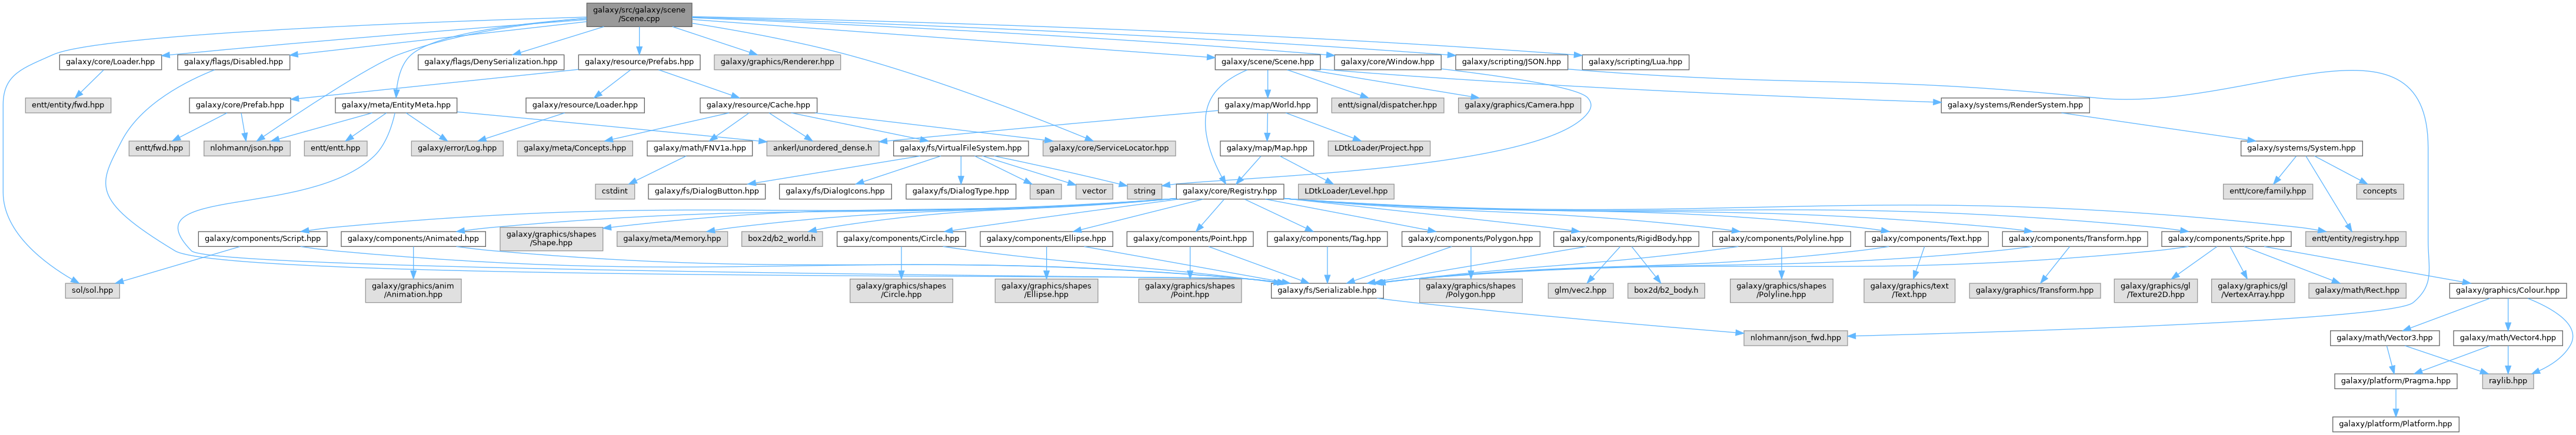 galaxy/src/galaxy/scene
/Scene.cpp
galaxy/core/Loader.hpp
galaxy/flags/Disabled.hpp
galaxy/flags/DenySerialization.hpp
galaxy/resource/Prefabs.hpp
galaxy/graphics/Renderer.hpp
galaxy/scene/Scene.hpp
galaxy/core/Window.hpp
galaxy/scripting/JSON.hpp
galaxy/scripting/Lua.hpp
entt/entity/fwd.hpp
galaxy/core/Prefab.hpp
galaxy/meta/EntityMeta.hpp
galaxy/resource/Loader.hpp
galaxy/resource/Cache.hpp
galaxy/map/World.hpp
entt/signal/dispatcher.hpp
galaxy/graphics/Camera.hpp
galaxy/systems/RenderSystem.hpp
entt/fwd.hpp
nlohmann/json.hpp
entt/entt.hpp
galaxy/error/Log.hpp
galaxy/meta/Concepts.hpp
galaxy/math/FNV1a.hpp
ankerl/unordered_dense.h
galaxy/fs/VirtualFileSystem.hpp
galaxy/core/ServiceLocator.hpp
galaxy/map/Map.hpp
LDtkLoader/Project.hpp
galaxy/systems/System.hpp
cstdint
galaxy/fs/DialogButton.hpp
galaxy/fs/DialogIcons.hpp
galaxy/fs/DialogType.hpp
span
vector
string
galaxy/core/Registry.hpp
LDtkLoader/Level.hpp
entt/core/family.hpp
concepts
galaxy/components/Script.hpp
galaxy/components/Animated.hpp
galaxy/graphics/shapes
/Shape.hpp
galaxy/meta/Memory.hpp
box2d/b2_world.h
galaxy/components/Circle.hpp
galaxy/components/Ellipse.hpp
galaxy/components/Point.hpp
galaxy/components/Tag.hpp
galaxy/components/Polygon.hpp
galaxy/components/RigidBody.hpp
galaxy/components/Polyline.hpp
galaxy/components/Text.hpp
galaxy/components/Transform.hpp
galaxy/components/Sprite.hpp
entt/entity/registry.hpp
sol/sol.hpp
galaxy/graphics/anim
/Animation.hpp
galaxy/graphics/shapes
/Circle.hpp
galaxy/graphics/shapes
/Ellipse.hpp
galaxy/graphics/shapes
/Point.hpp
galaxy/fs/Serializable.hpp
galaxy/graphics/shapes
/Polygon.hpp
glm/vec2.hpp
box2d/b2_body.h
galaxy/graphics/shapes
/Polyline.hpp
galaxy/graphics/text
/Text.hpp
galaxy/graphics/Transform.hpp
galaxy/graphics/gl
/Texture2D.hpp
galaxy/graphics/gl
/VertexArray.hpp
galaxy/math/Rect.hpp
galaxy/graphics/Colour.hpp
nlohmann/json_fwd.hpp
galaxy/math/Vector3.hpp
galaxy/math/Vector4.hpp
galaxy/platform/Pragma.hpp
raylib.hpp
galaxy/platform/Platform.hpp